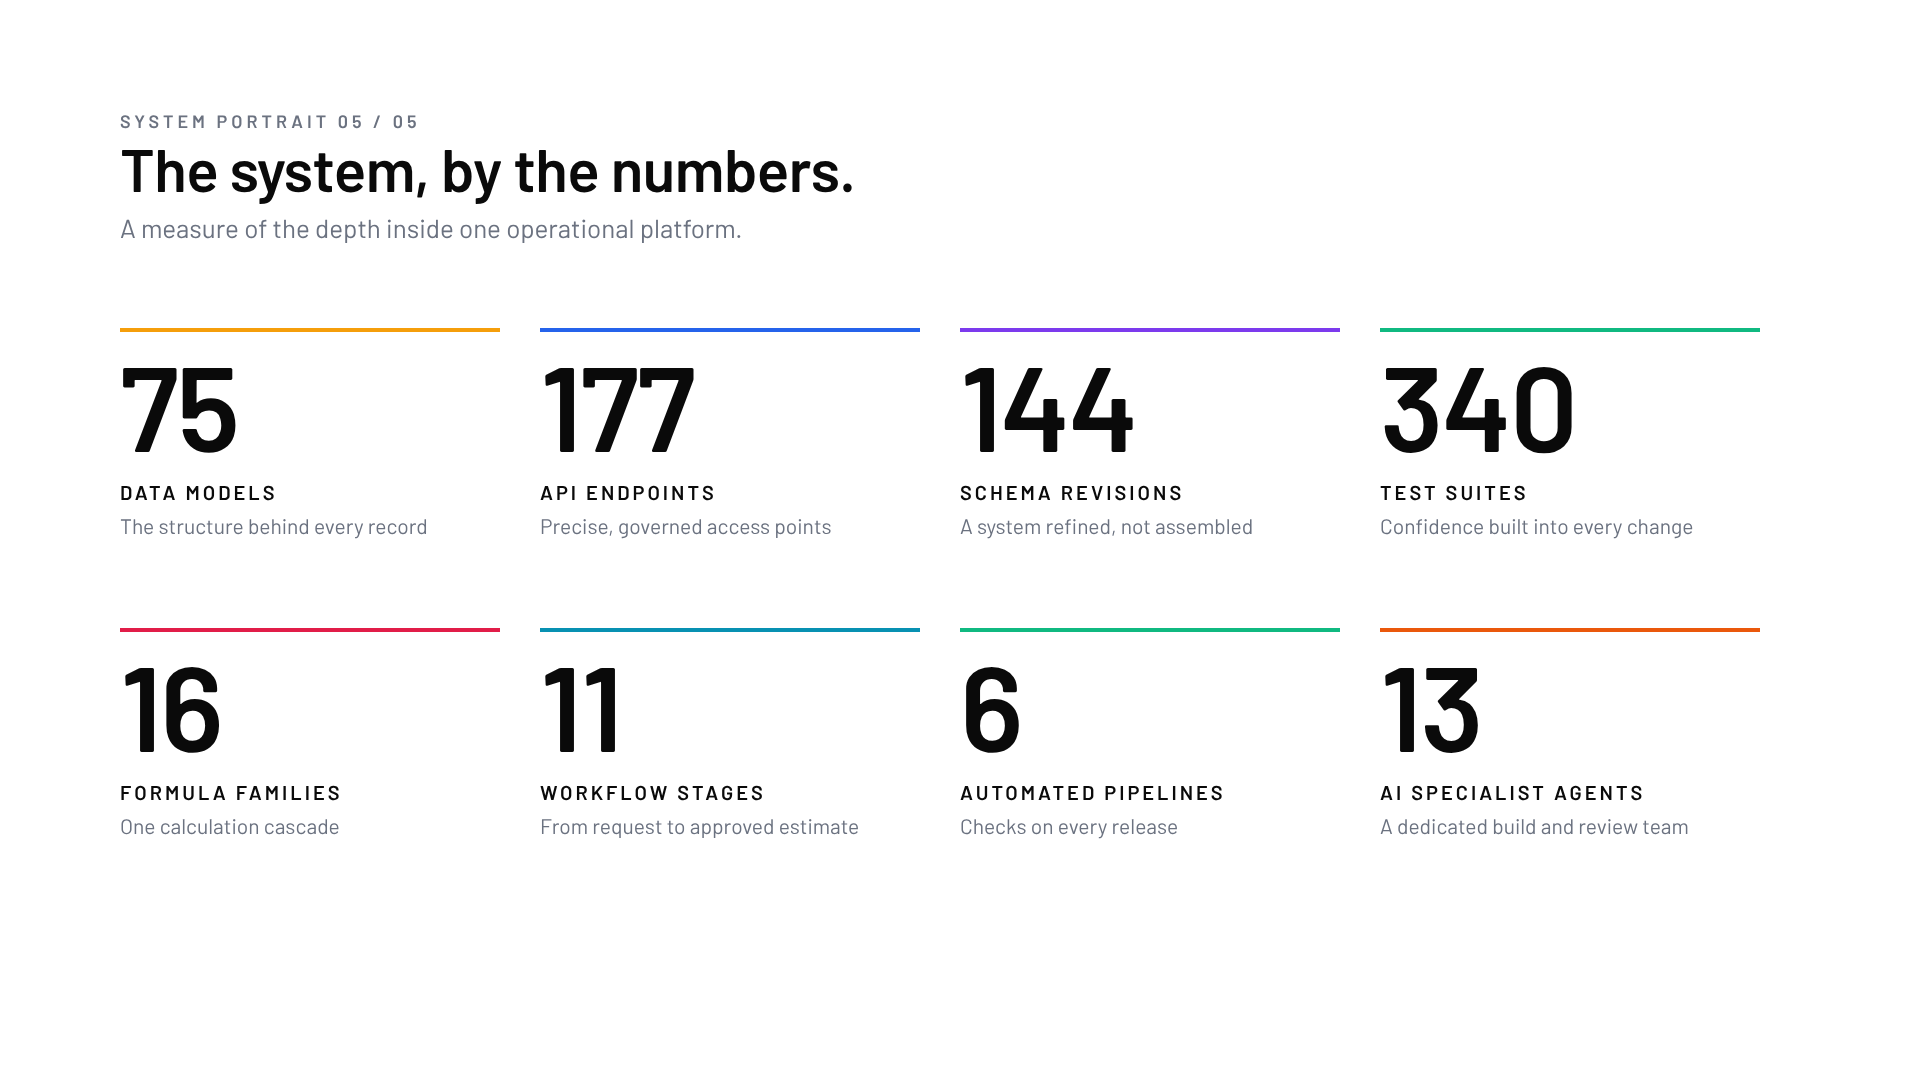 SYSTEM PORTRAIT 05 / 05
The system, by the numbers.
A measure of the depth inside one operational platform.
75
DATA MODELS
The structure behind every record
177
API ENDPOINTS
Precise, governed access points
144
SCHEMA REVISIONS
A system refined, not assembled
340
TEST SUITES
Confidence built into every change
16
FORMULA FAMILIES
One calculation cascade
11
WORKFLOW STAGES
From request to approved estimate
6
AUTOMATED PIPELINES
Checks on every release
13
AI SPECIALIST AGENTS
A dedicated build and review team